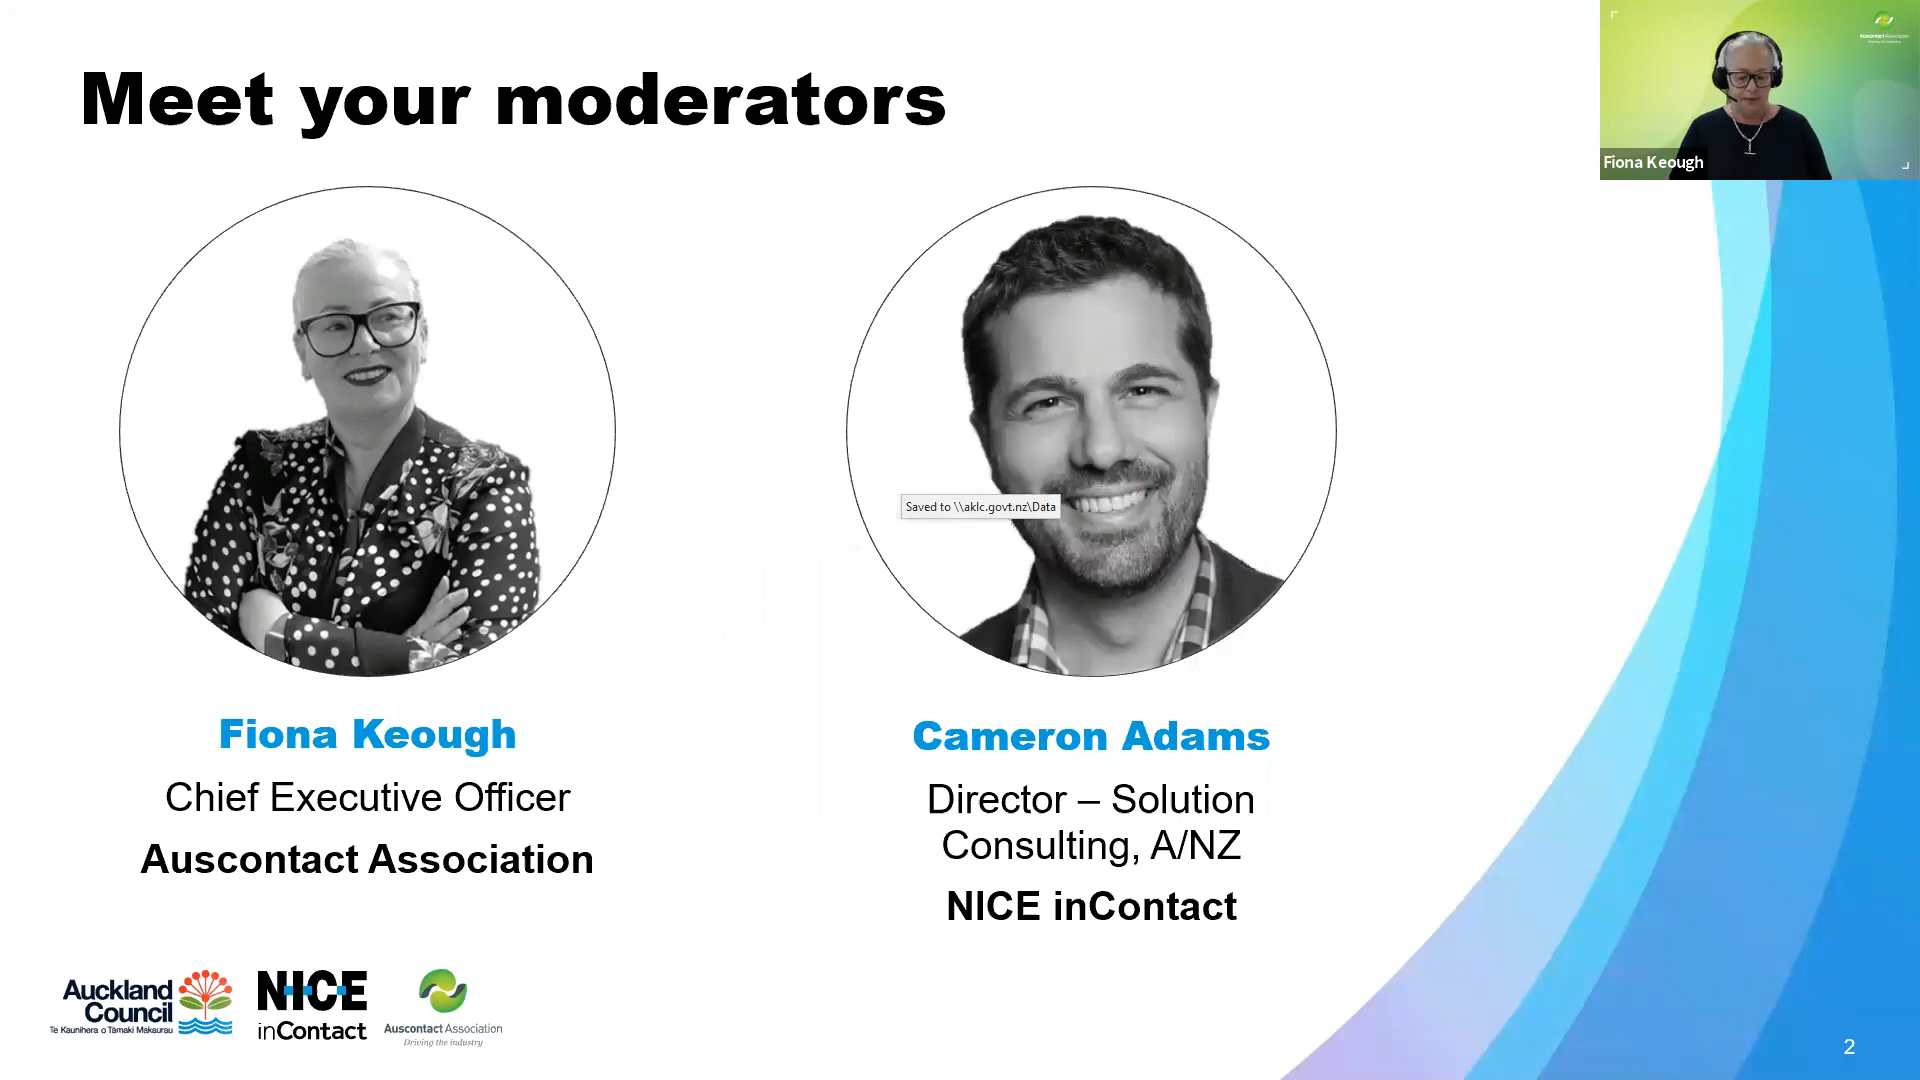 Meet your moderators
Auscontact Association
Fiona Keough
Saved to \\aklc.govt.nz\Data
Fiona Keough
Chief Executive Officer
Auscontact Association
Cameron Adams
Director – Solution
Consulting, A/NZ
NICE inContact
Auckland
Council
Te Kaunihera o Tāmaki Makaurau
NICE
inContact
Auscontact Association
Driving the industry
2